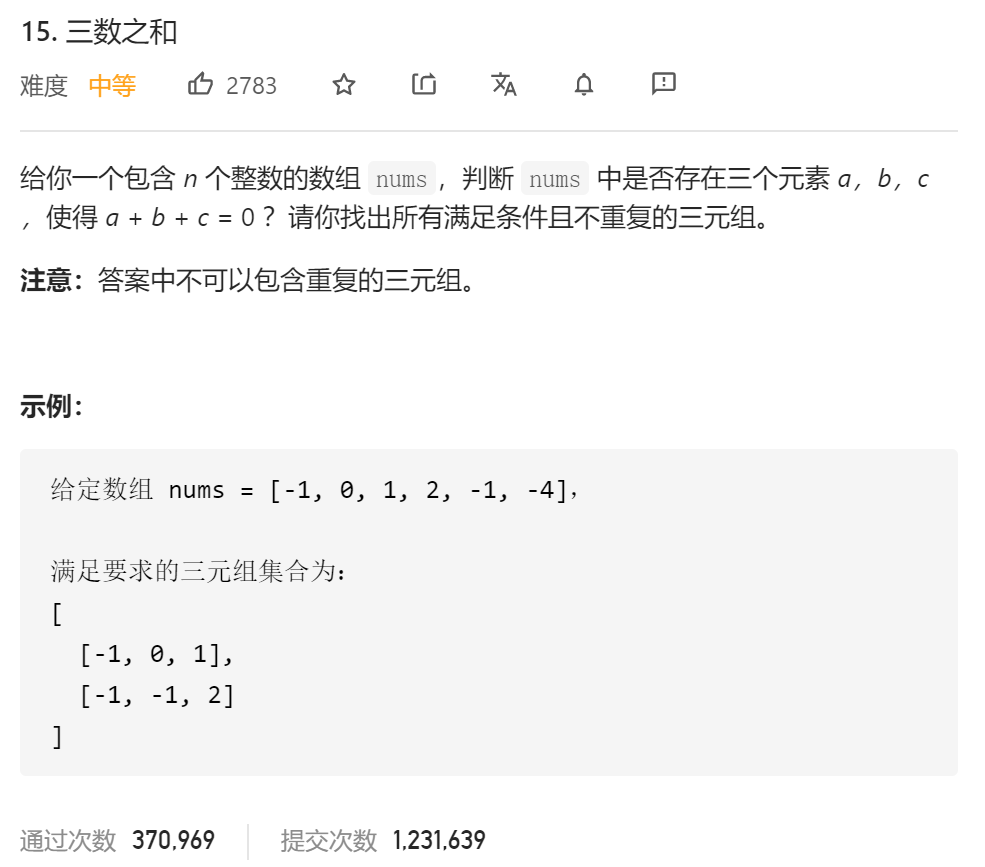 15. 三数之和
难度 中等 2783
给你一个包含 n 个整数的数组 nums，判断 nums 中是否存在三个元素 a，b，c
，使得 a + b + c = 0 ？请你找出所有满足条件且不重复的三元组。
注意：答案中不可以包含重复的三元组。
示例：
给定数组 nums = [-1, 0, 1, 2, -1, -4]，
满足要求的三元组集合为：
[
[-1, 0, 1],
[-1, -1, 2]
]
通过次数 370,969 提交次数 1,231,639